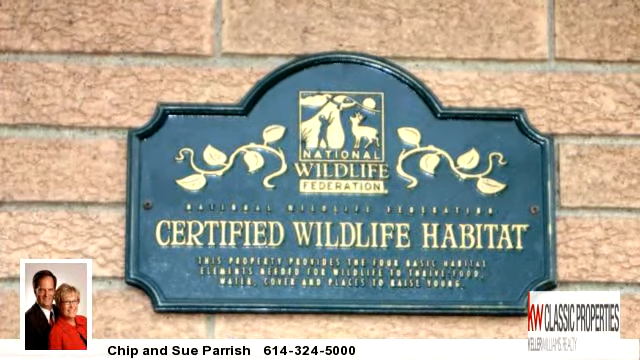 NATIONAL
WILDLIFE
FEDERATION
NATIONAL WILDLIFE FEDERATION
CERTIFIED WILDLIFE HABITAT
THIS PROPERTY PROVIDES THE FOUR BASIC HABITAT
ELEMENTS NEEDED FOR WILDLIFE TO THRIVE: FOOD,
WATER, COVER AND PLACES TO RAISE YOUNG.
KW CLASSIC PROPERTIES
KELLERWILLIAMS REALTY
Chip and Sue Parrish 614-324-5000